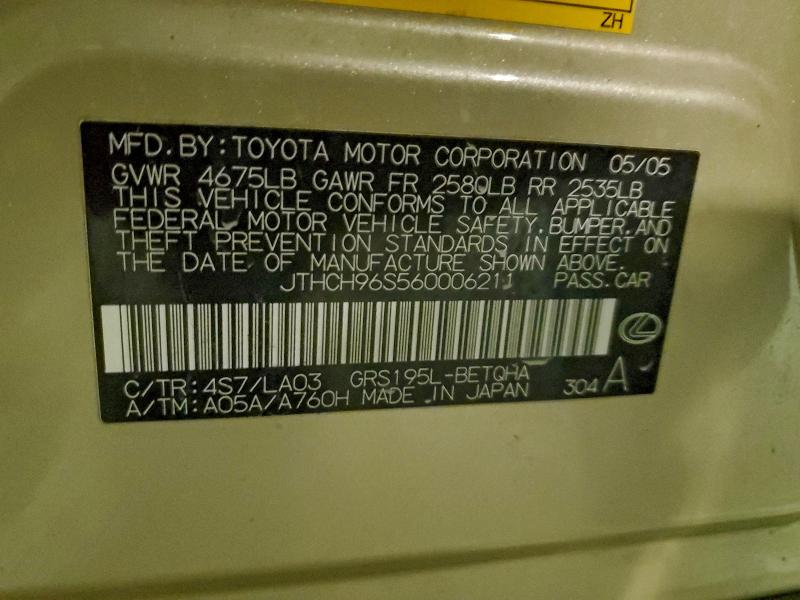 ZH
MFD. BY: TOYOTA MOTOR CORPORATION 05/05
GVWR 4675LB GAWR FR 2580LB RR 2535LB
THIS VEHICLE CONFORMS TO ALL APPLICABLE
FEDERAL MOTOR VEHICLE SAFETY, BUMPER, AND
THEFT PREVENTION STANDARDS IN EFFECT ON
THE DATE OF MANUFACTURE SHOWN ABOVE.
JTHCH96S560006211 PASS. CAR
C/TR: 4S7/LA03 GRS195L-BETQHA
A/TM: A05A/A760H MADE IN JAPAN 304 A